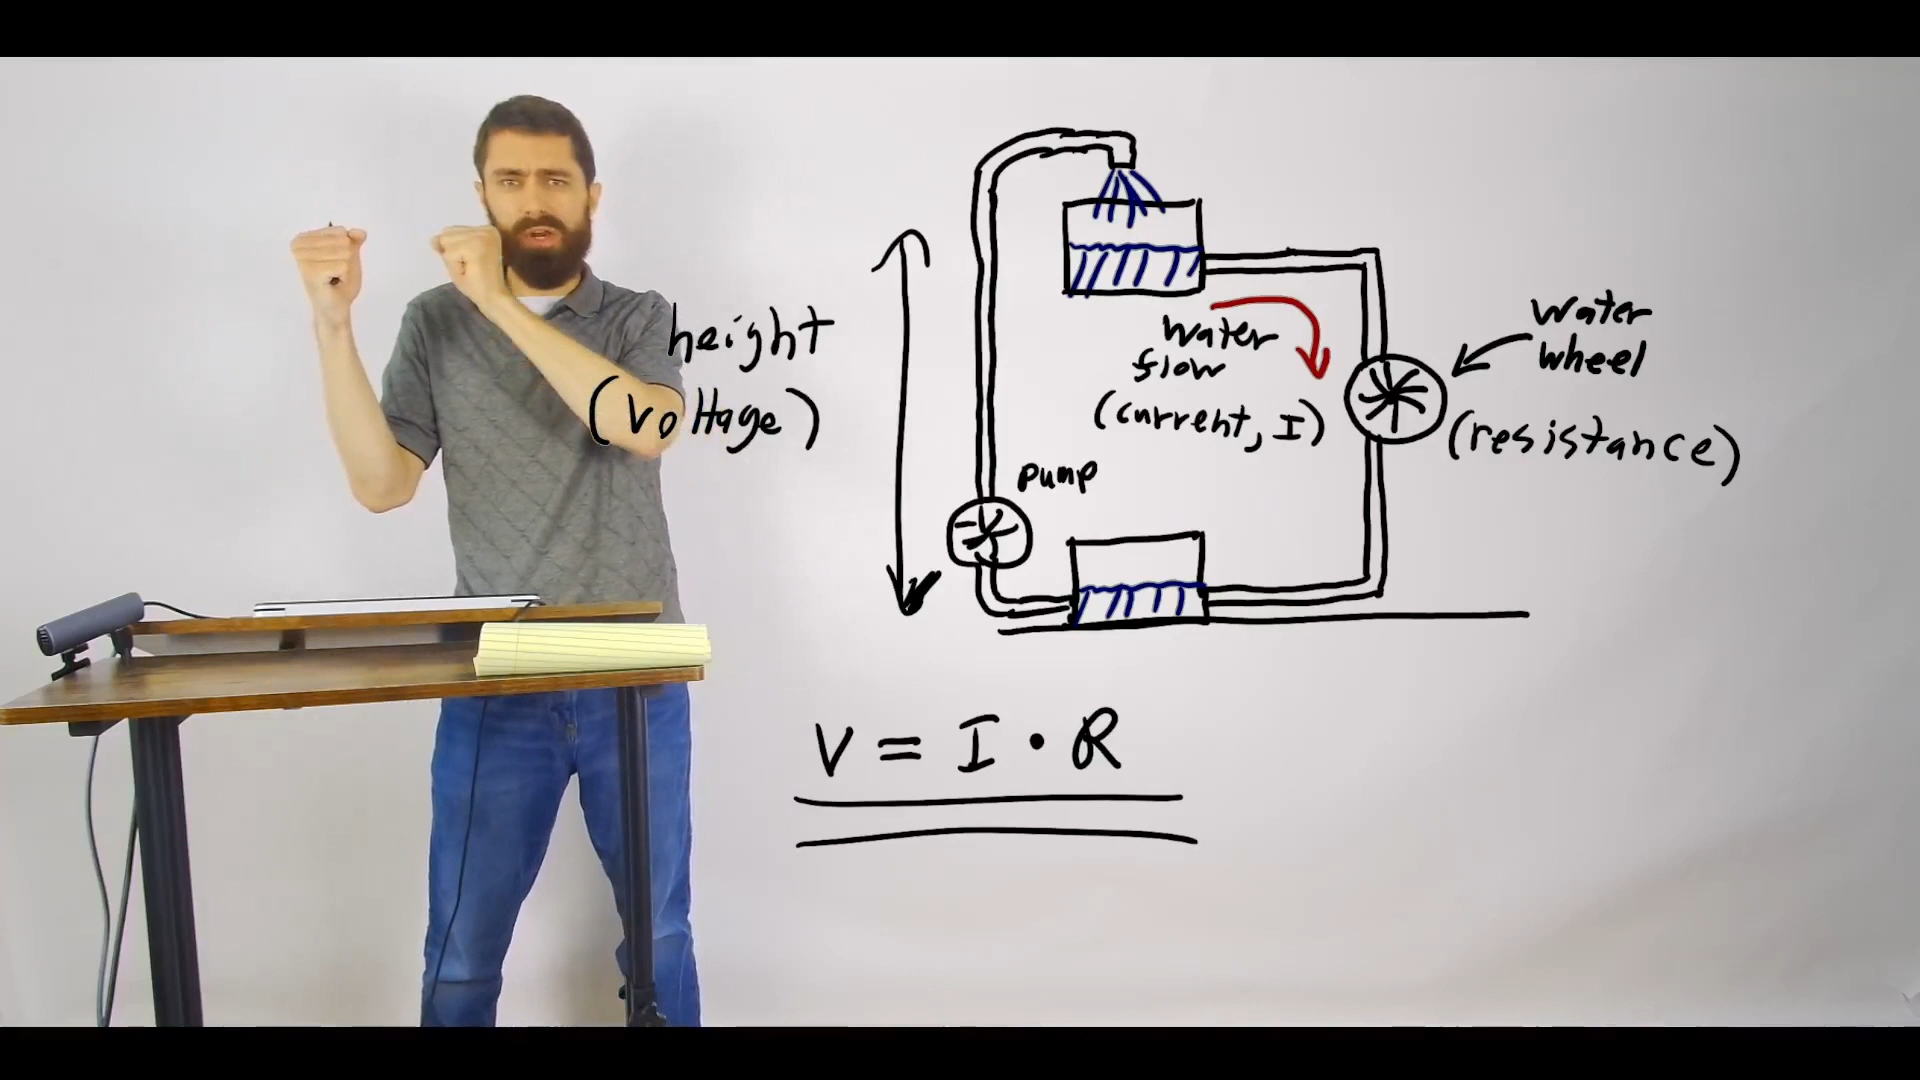 height
(voltage)
water
flow
(current, I)
water
wheel
(resistance)
pump
V = I · R